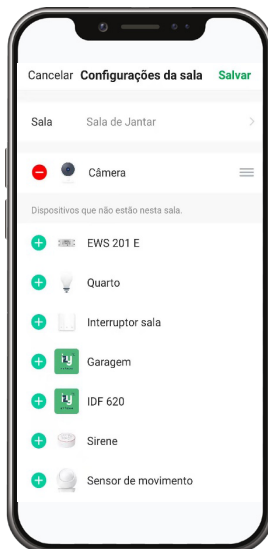 Cancelar Configurações da sala Salvar
Sala Sala de Jantar
Câmera
Dispositivos que não estão nesta sala.
EWS 201 E
Quarto
Interruptor sala
Garagem
IDF 620
Sirene
Sensor de movimento